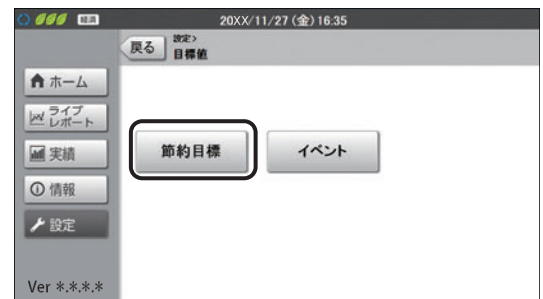 経済 20XX/11/27 (金) 16:35
戻る
設定>
目標値
ホーム
ライブ
レポート
実績
情報
設定
節約目標
イベント
Ver *.*.*.*